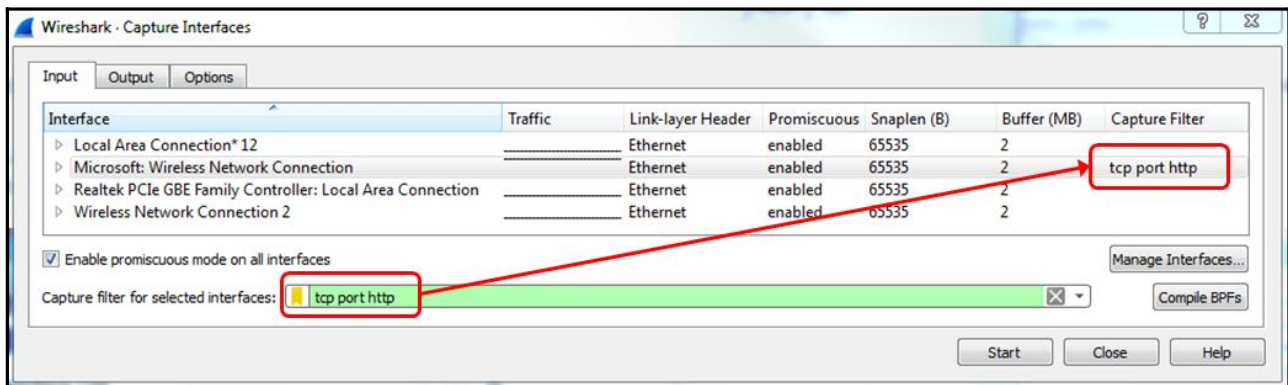 Wireshark · Capture Interfaces
Input Output Options
Interface Traffic Link-layer Header Promiscuous Snaplen (B) Buffer (MB) Capture Filter
Local Area Connection* 12 Ethernet enabled 65535 2
Microsoft: Wireless Network Connection Ethernet enabled 65535 2 tcp port http
Realtek PCIe GBE Family Controller: Local Area Connection Ethernet enabled 65535 2
Wireless Network Connection 2 Ethernet enabled 65535 2
Enable promiscuous mode on all interfaces Manage Interfaces...
Capture filter for selected interfaces: tcp port http Compile BPFs
Start Close Help